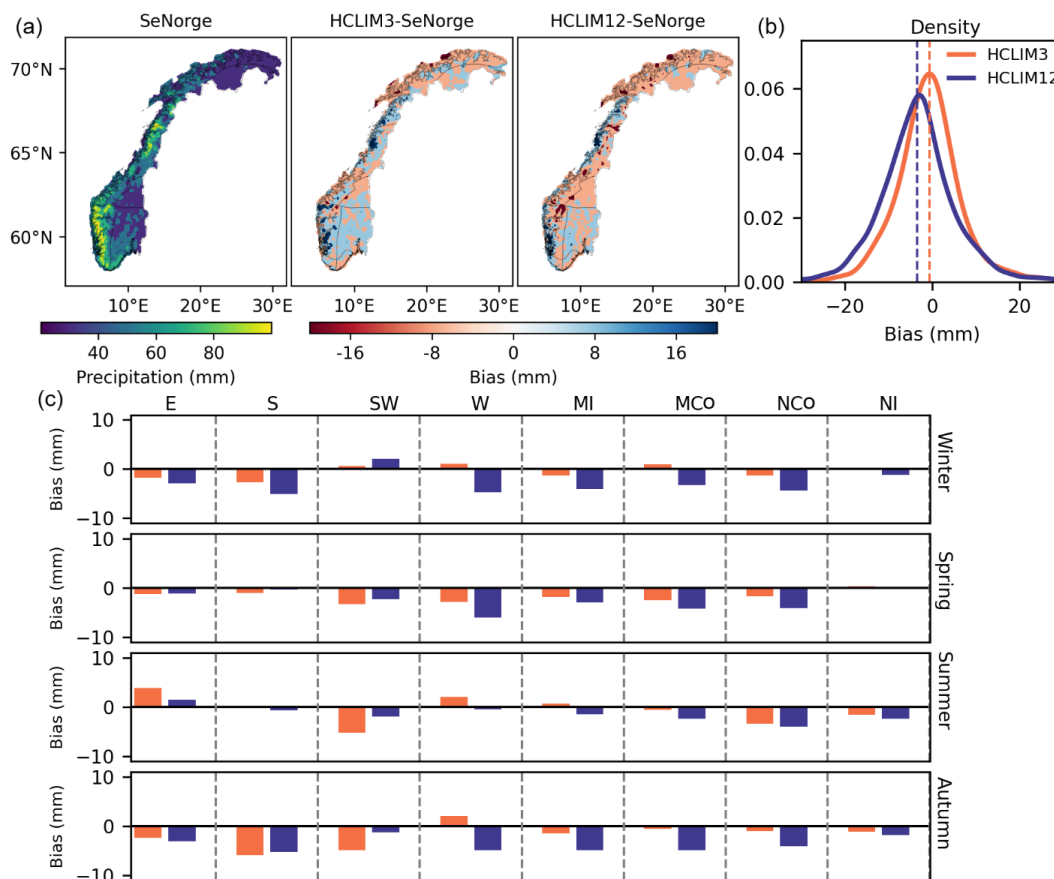 (a)
SeNorge
HCLIM3-SeNorge
HCLIM12-SeNorge
70°N
65°N
60°N
10°E 20°E 30°E
10°E 20°E 30°E
10°E 20°E 30°E
40 60 80
Precipitation (mm)
-16 -8 0 8 16
Bias (mm)
(b)
Density
HCLIM3
HCLIM12
0.06
0.04
0.02
0.00
−20 0 20
Bias (mm)
(c)
E S SW W MI MCo NCo NI
10
0
−10
Bias (mm)
Winter
10
0
−10
Bias (mm)
Spring
10
0
−10
Bias (mm)
Summer
10
0
−10
Bias (mm)
Autumn